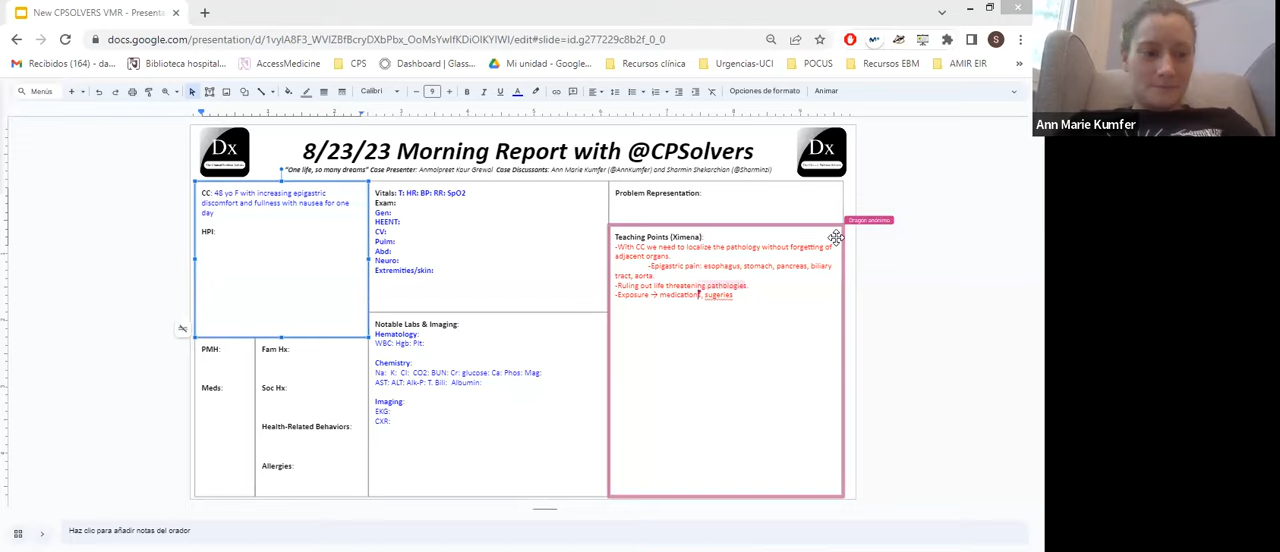 New CPSOLVERS VMR - Presenta
docs.google.com/presentation/d/1vylA8F3_WVIZBfBcryDXbPbx_OoMsYwIfKDiOlKYIWI/edit#slide=id.g277229c8b2f_0_0
Recibidos (164) - da...
Biblioteca hospital...
AccessMedicine
CPS
Dashboard | Glass...
Mi unidad - Google...
Recursos clínica
Urgencias-UCI
POCUS
Recursos EBM
AMIR EIR
Menús
Calibri
9
Opciones de formato
Animar
Ann Marie Kumfer
Dx
8/23/23 Morning Report with @CPSolvers
"One life, so many dreams" Case Presenter: Anmolpreet Kaur Grewal Case Discussants: Ann Marie Kumfer (@AnnKumfer) and Sharmin Shekarchian (@Sharminzi)
Dx
CC: 48 yo F with increasing epigastric
discomfort and fullness with nausea for one
day
HPI:
PMH:
Meds:
Fam Hx:
Soc Hx:
Health-Related Behaviors:
Allergies:
Vitals: T: HR: BP: RR: SpO2
Exam:
Gen:
HEENT:
CV:
Pulm:
Abd:
Neuro:
Extremities/skin:
Notable Labs & Imaging:
Hematology:
WBC: Hgb: Plt:
Chemistry:
Na: K: Cl: CO2: BUN: Cr: glucose: Ca: Phos: Mag:
AST: ALT: Alk-P: T. Bili: Albumin:
Imaging:
EKG:
CXR:
Problem Representation:
Dragon anónimo
Teaching Points (Ximena):
-With CC we need to localize the pathology without forgetting of
adjacent organs.
-Epigastric pain: esophagus, stomach, pancreas, biliary
tract, aorta.
-Ruling out life threatening pathologies.
-Exposure → medications, sugeries
Haz clic para añadir notas del orador